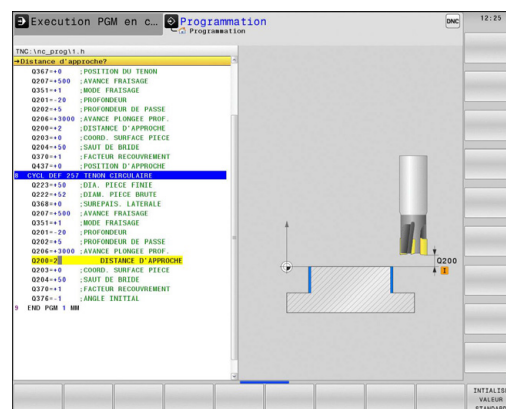 Execution PGM en c...
Programmation
Programmation
DNC
12:25
TNC:\nc_prog\1.h
→Distance d'approche?
Q367=+0 ;POSITION DU TENON
Q207=+500 ;AVANCE FRAISAGE
Q351=+1 ;MODE FRAISAGE
Q201=-20 ;PROFONDEUR
Q202=+5 ;PROFONDEUR DE PASSE
Q206=+3000 ;AVANCE PLONGEE PROF.
Q200=+2 ;DISTANCE D'APPROCHE
Q203=+0 ;COORD. SURFACE PIECE
Q204=+50 ;SAUT DE BRIDE
Q370=+1 ;FACTEUR RECOUVREMENT
Q437=+0 ;POSITION D'APPROCHE
8 CYCL DEF 257 TENON CIRCULAIRE
Q223=+50 ;DIA. PIECE FINIE
Q222=+52 ;DIAM. PIECE BRUTE
Q368=+0 ;SUREPAIS. LATERALE
Q207=+500 ;AVANCE FRAISAGE
Q351=+1 ;MODE FRAISAGE
Q201=-20 ;PROFONDEUR
Q202=+5 ;PROFONDEUR DE PASSE
Q206=+3000 ;AVANCE PLONGEE PROF.
Q200=2 DISTANCE D'APPROCHE
Q203=+0 ;COORD. SURFACE PIECE
Q204=+50 ;SAUT DE BRIDE
Q370=+1 ;FACTEUR RECOUVREMENT
Q376=-1 ;ANGLE INITIAL
9 END PGM 1 MM
Q200
I
INTIALISE
VALEUR
STANDARD